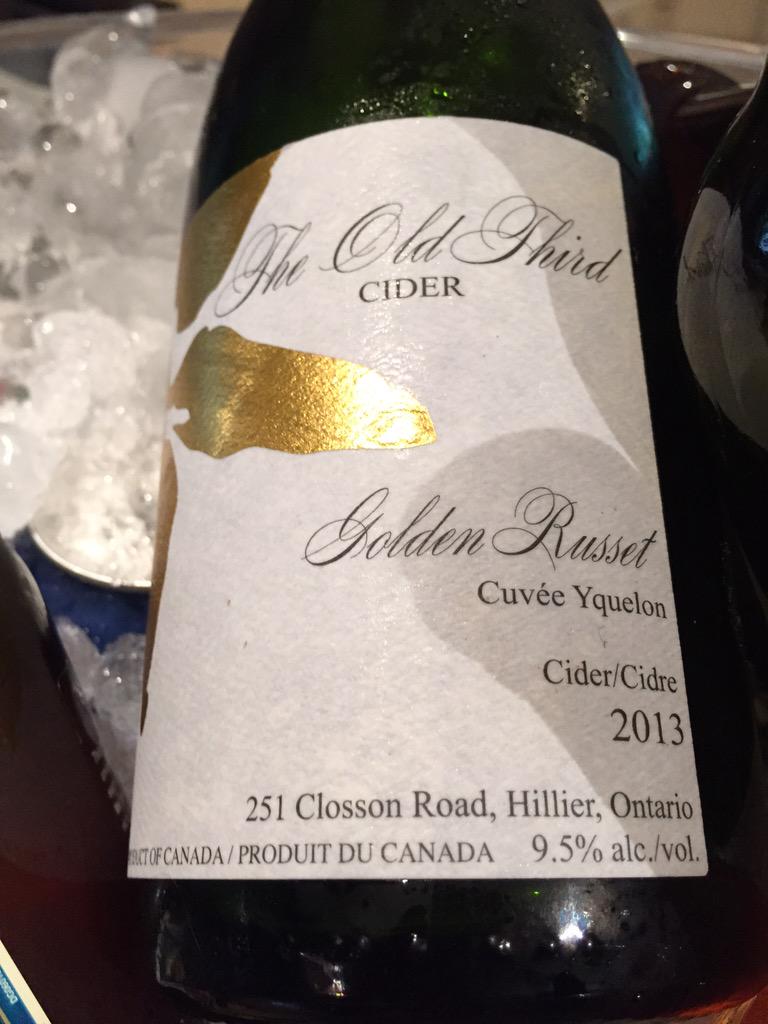 The Old Third
CIDER
Golden Russet
Cuvée Yquelon
Cider/Cidre
2013
251 Closson Road, Hillier, Ontario
OF CANADA / PRODUIT DU CANADA 9.5% alc./vol.